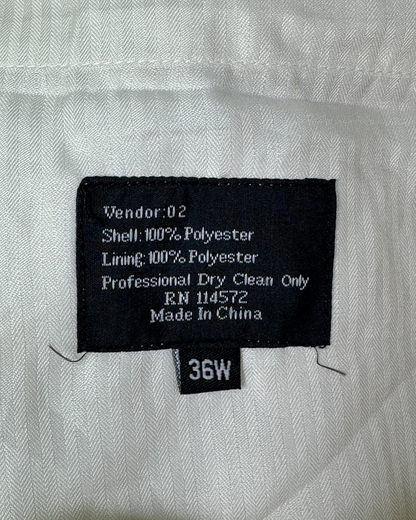 Vendor:02
Shell:100% Polyester
Lining:100% Polyester
Professional Dry Clean Only
RN 114572
Made In China
36W